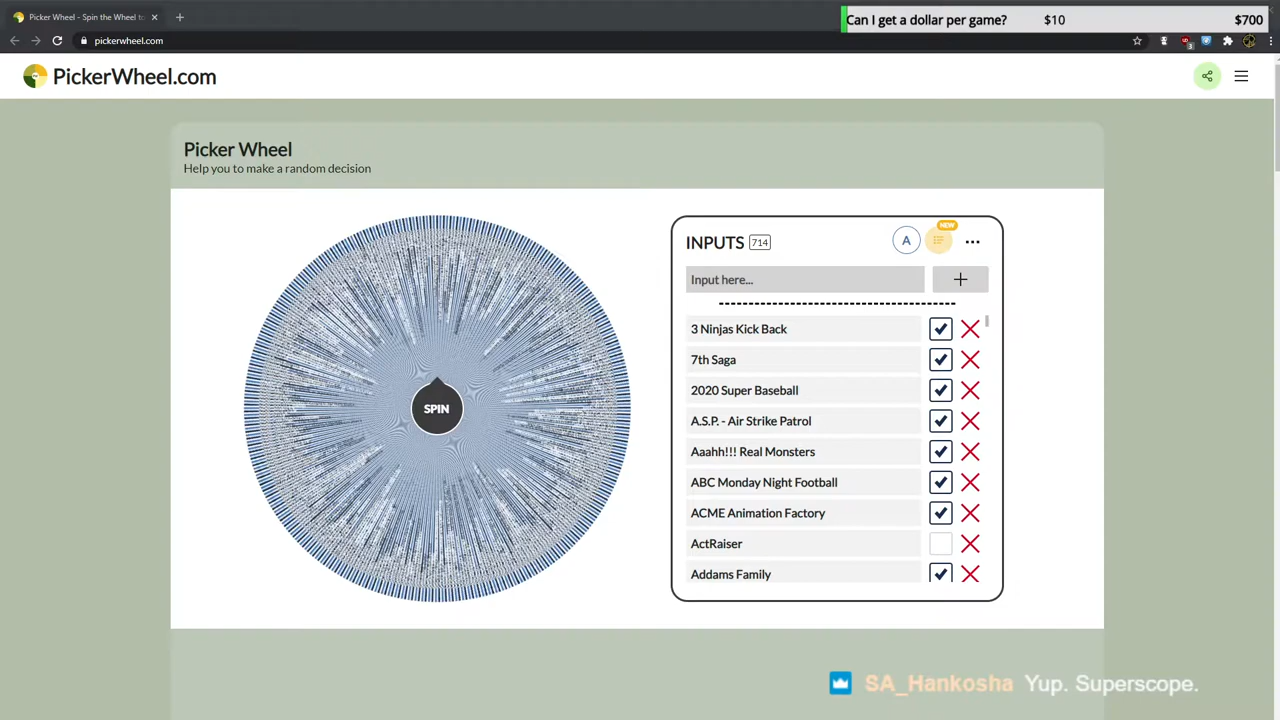 Picker Wheel - Spin the Wheel to
Can I get a dollar per game? $10 $700
pickerwheel.com
3
PickerWheel.com
Picker Wheel
Help you to make a random decision
SPIN
INPUTS 714
A
NEW
Input here...
3 Ninjas Kick Back
7th Saga
2020 Super Baseball
A.S.P. - Air Strike Patrol
Aaahh!!! Real Monsters
ABC Monday Night Football
ACME Animation Factory
ActRaiser
Addams Family
SA_Hankosha Yup. Superscope.